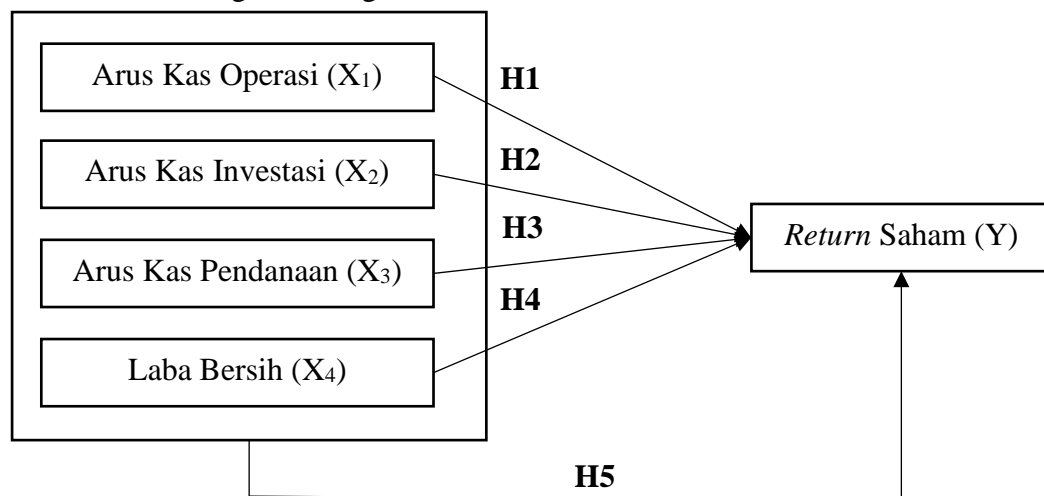 Arus Kas Operasi (X₁)
H1
Arus Kas Investasi (X₂)
H2
H3
Return Saham (Y)
Arus Kas Pendanaan (X₃)
H4
Laba Bersih (X₄)
H5